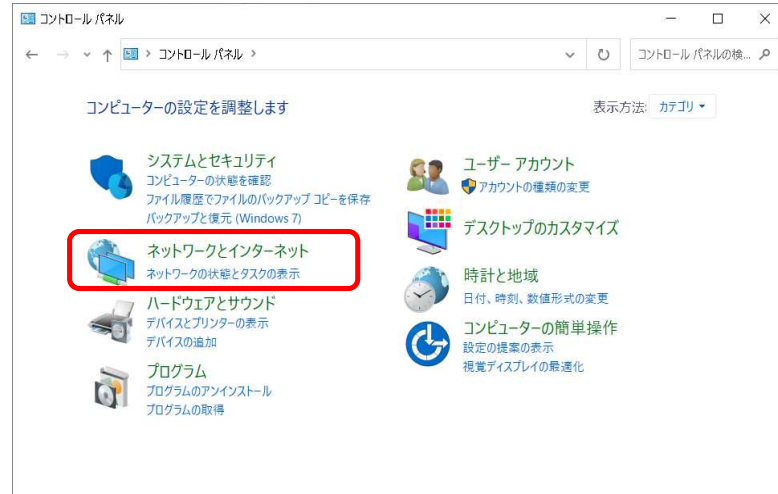 コントロール パネル
コントロール パネル
コントロール パネルの検...
コンピューターの設定を調整します
表示方法: カテゴリ
システムとセキュリティ
コンピューターの状態を確認
ファイル履歴でファイルのバックアップ コピーを保存
バックアップと復元 (Windows 7)
ネットワークとインターネット
ネットワークの状態とタスクの表示
ハードウェアとサウンド
デバイスとプリンターの表示
デバイスの追加
プログラム
プログラムのアンインストール
プログラムの取得
ユーザー アカウント
アカウントの種類の変更
デスクトップのカスタマイズ
時計と地域
日付、時刻、数値形式の変更
コンピューターの簡単操作
設定の提案の表示
視覚ディスプレイの最適化